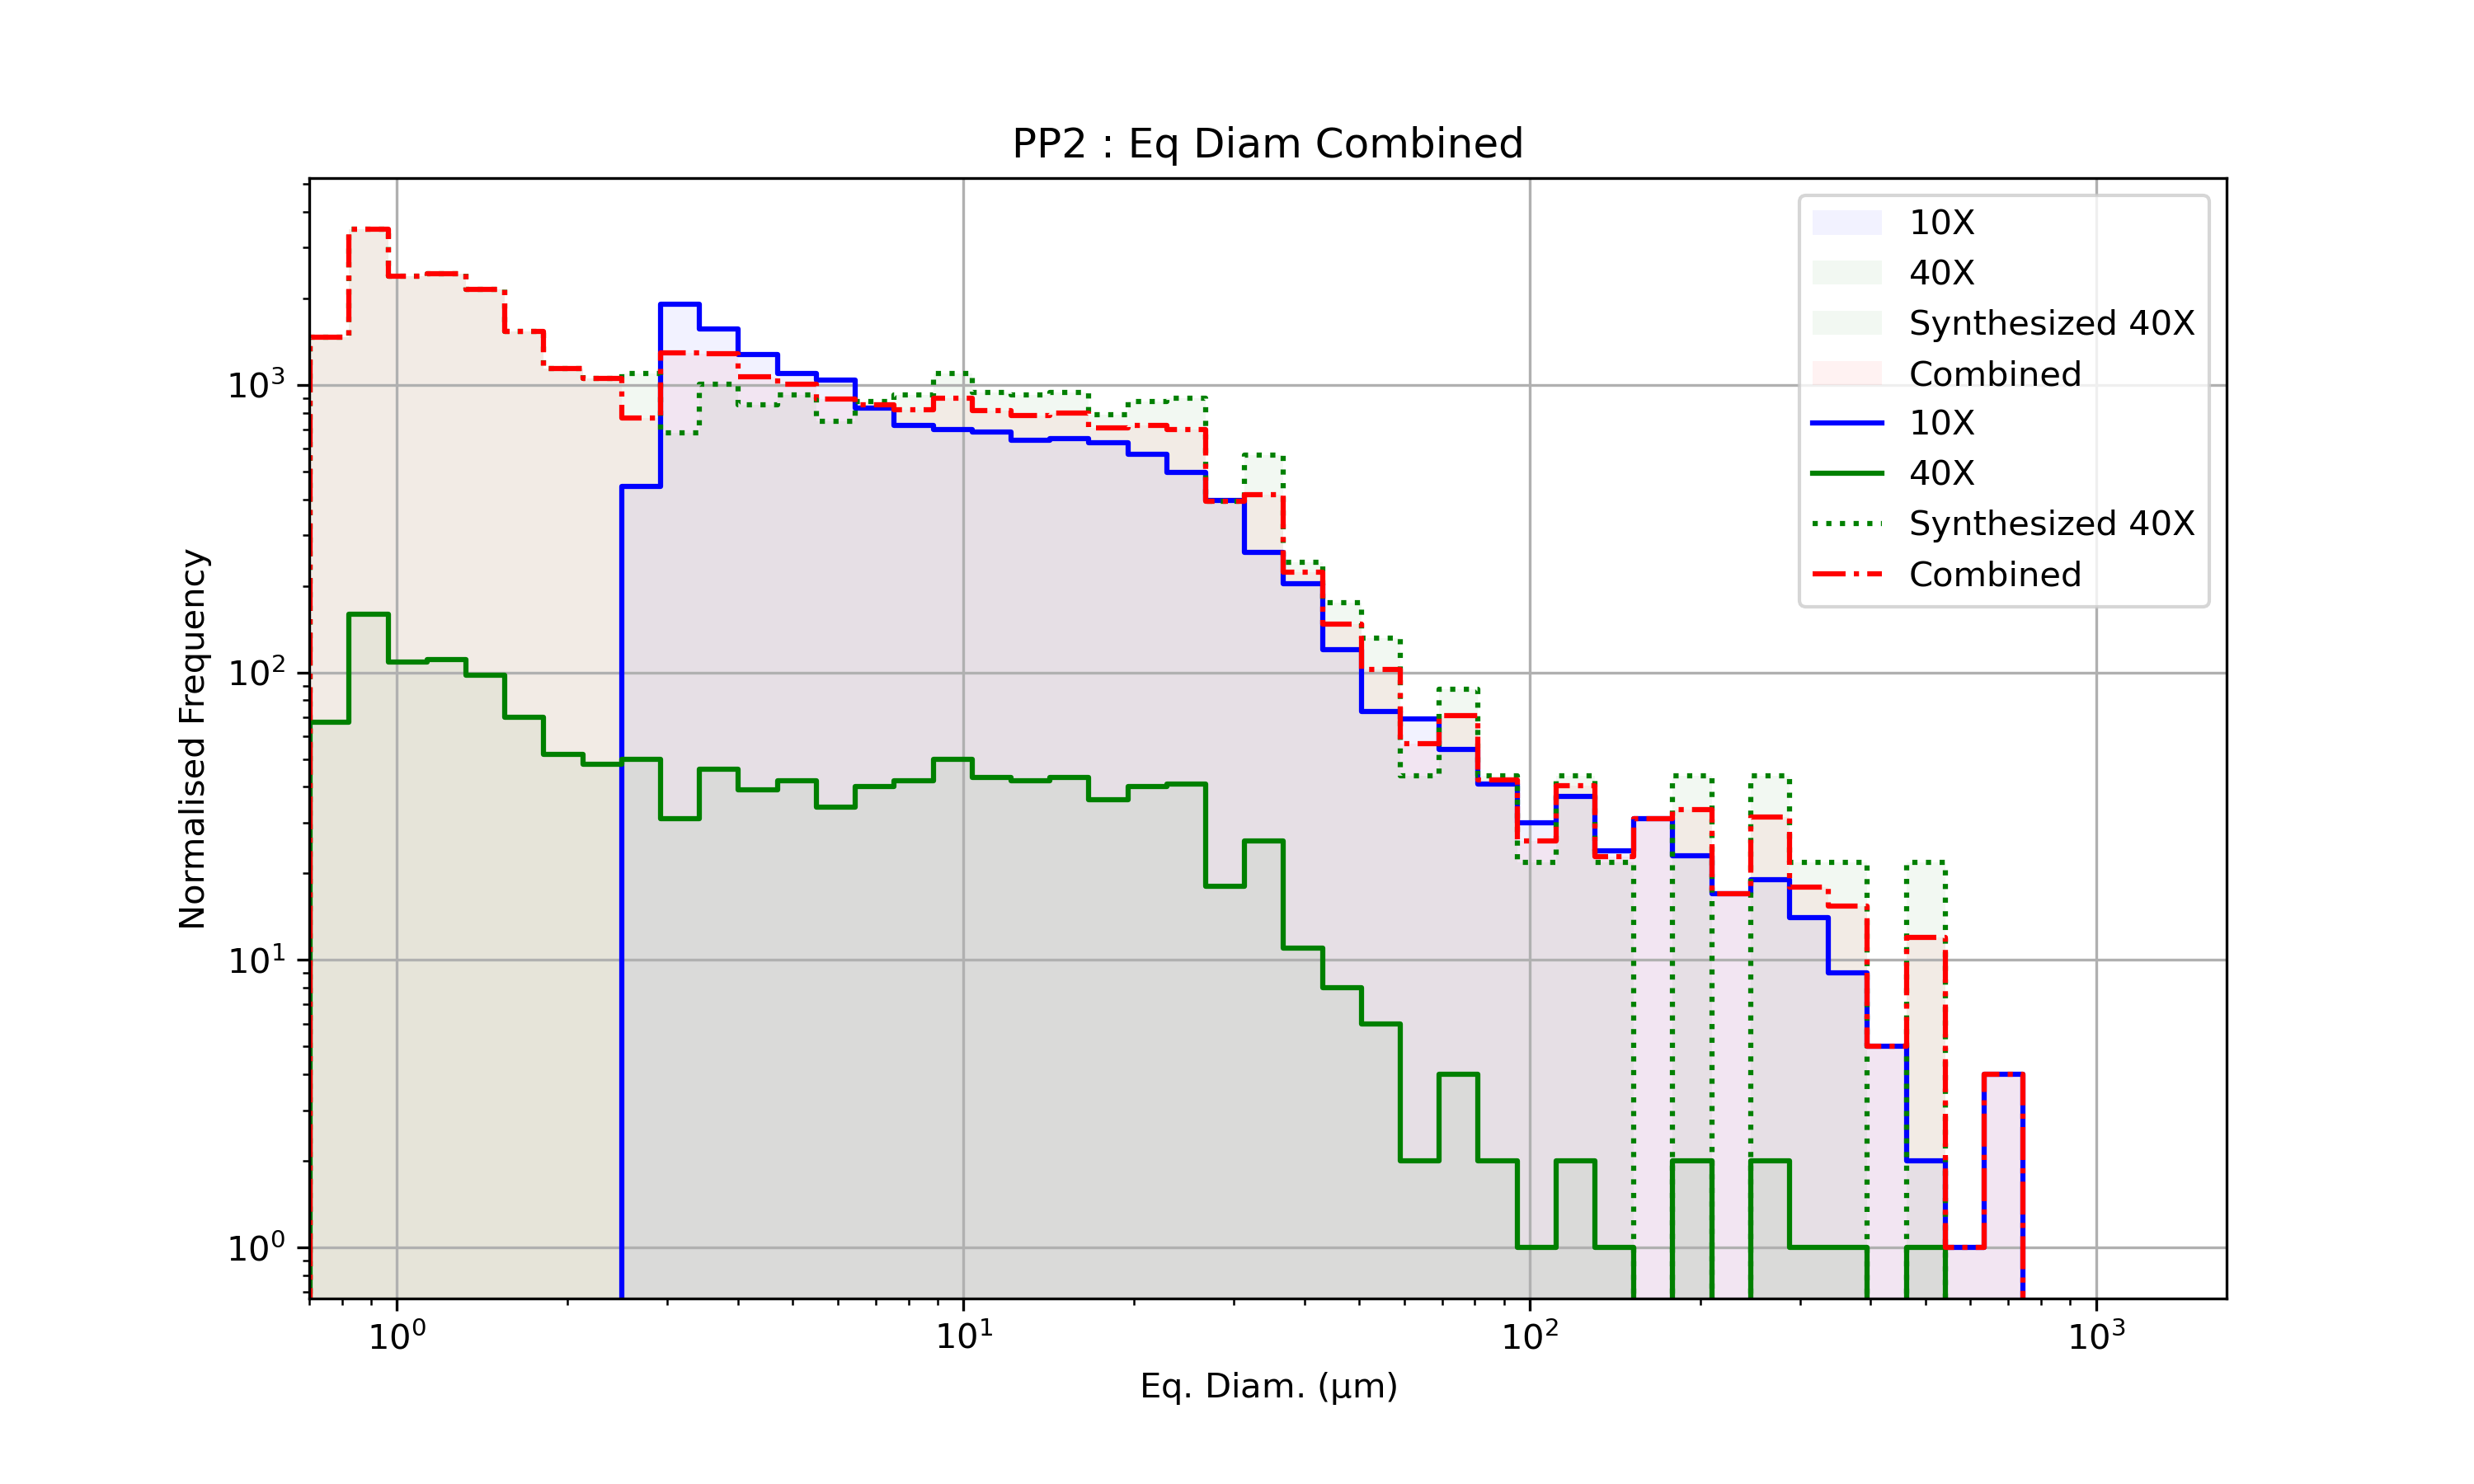 PP2 : Eq Diam Combined
10X
40X
Synthesized 40X
Combined
10X
40X
Synthesized 40X
Combined
Normalised Frequency
10³
10²
10¹
10⁰
10⁰ 10¹ 10² 10³
Eq. Diam. (μm)